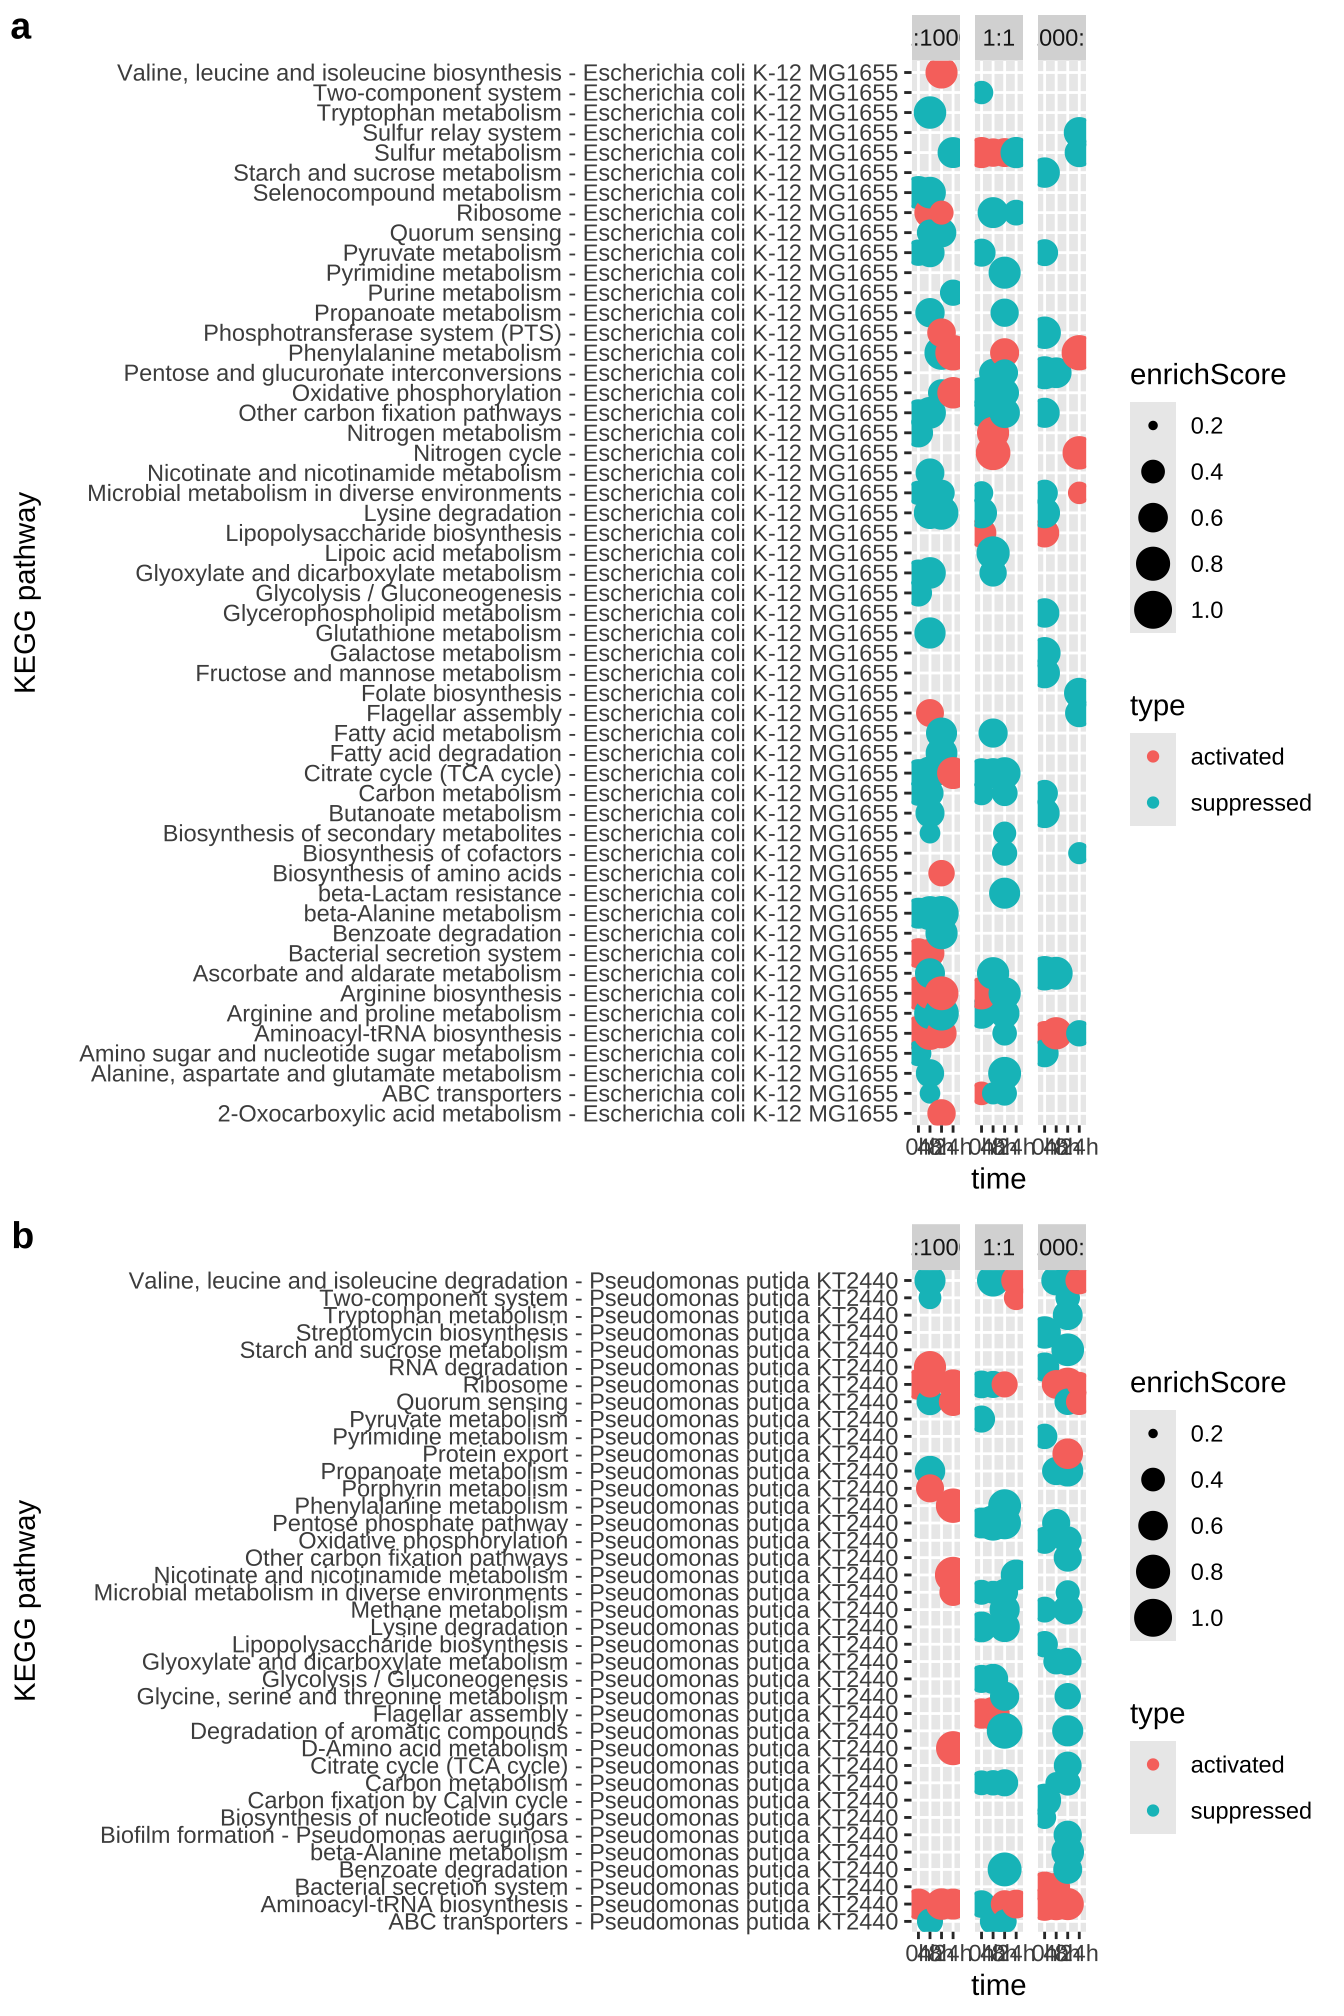 a
:100
1:1
000:
Valine, leucine and isoleucine biosynthesis - Escherichia coli K-12 MG1655
Two-component system - Escherichia coli K-12 MG1655
Tryptophan metabolism - Escherichia coli K-12 MG1655
Sulfur relay system - Escherichia coli K-12 MG1655
Sulfur metabolism - Escherichia coli K-12 MG1655
Starch and sucrose metabolism - Escherichia coli K-12 MG1655
Selenocompound metabolism - Escherichia coli K-12 MG1655
Ribosome - Escherichia coli K-12 MG1655
Quorum sensing - Escherichia coli K-12 MG1655
Pyruvate metabolism - Escherichia coli K-12 MG1655
Pyrimidine metabolism - Escherichia coli K-12 MG1655
Purine metabolism - Escherichia coli K-12 MG1655
Propanoate metabolism - Escherichia coli K-12 MG1655
Phosphotransferase system (PTS) - Escherichia coli K-12 MG1655
Phenylalanine metabolism - Escherichia coli K-12 MG1655
Pentose and glucuronate interconversions - Escherichia coli K-12 MG1655
Oxidative phosphorylation - Escherichia coli K-12 MG1655
Other carbon fixation pathways - Escherichia coli K-12 MG1655
Nitrogen metabolism - Escherichia coli K-12 MG1655
Nitrogen cycle - Escherichia coli K-12 MG1655
Nicotinate and nicotinamide metabolism - Escherichia coli K-12 MG1655
Microbial metabolism in diverse environments - Escherichia coli K-12 MG1655
Lysine degradation - Escherichia coli K-12 MG1655
Lipopolysaccharide biosynthesis - Escherichia coli K-12 MG1655
Lipoic acid metabolism - Escherichia coli K-12 MG1655
Glyoxylate and dicarboxylate metabolism - Escherichia coli K-12 MG1655
Glycolysis / Gluconeogenesis - Escherichia coli K-12 MG1655
Glycerophospholipid metabolism - Escherichia coli K-12 MG1655
Glutathione metabolism - Escherichia coli K-12 MG1655
Galactose metabolism - Escherichia coli K-12 MG1655
Fructose and mannose metabolism - Escherichia coli K-12 MG1655
Folate biosynthesis - Escherichia coli K-12 MG1655
Flagellar assembly - Escherichia coli K-12 MG1655
Fatty acid metabolism - Escherichia coli K-12 MG1655
Fatty acid degradation - Escherichia coli K-12 MG1655
Citrate cycle (TCA cycle) - Escherichia coli K-12 MG1655
Carbon metabolism - Escherichia coli K-12 MG1655
Butanoate metabolism - Escherichia coli K-12 MG1655
Biosynthesis of secondary metabolites - Escherichia coli K-12 MG1655
Biosynthesis of cofactors - Escherichia coli K-12 MG1655
Biosynthesis of amino acids - Escherichia coli K-12 MG1655
beta-Lactam resistance - Escherichia coli K-12 MG1655
beta-Alanine metabolism - Escherichia coli K-12 MG1655
Benzoate degradation - Escherichia coli K-12 MG1655
Bacterial secretion system - Escherichia coli K-12 MG1655
Ascorbate and aldarate metabolism - Escherichia coli K-12 MG1655
Arginine biosynthesis - Escherichia coli K-12 MG1655
Arginine and proline metabolism - Escherichia coli K-12 MG1655
Aminoacyl-tRNA biosynthesis - Escherichia coli K-12 MG1655
Amino sugar and nucleotide sugar metabolism - Escherichia coli K-12 MG1655
Alanine, aspartate and glutamate metabolism - Escherichia coli K-12 MG1655
ABC transporters - Escherichia coli K-12 MG1655
2-Oxocarboxylic acid metabolism - Escherichia coli K-12 MG1655
KEGG pathway
time
enrichScore
0.2
0.4
0.6
0.8
1.0
type
activated
suppressed
b
:100
1:1
000:
Valine, leucine and isoleucine degradation - Pseudomonas putida KT2440
Two-component system - Pseudomonas putida KT2440
Tryptophan metabolism - Pseudomonas putida KT2440
Streptomycin biosynthesis - Pseudomonas putida KT2440
Starch and sucrose metabolism - Pseudomonas putida KT2440
RNA degradation - Pseudomonas putida KT2440
Ribosome - Pseudomonas putida KT2440
Quorum sensing - Pseudomonas putida KT2440
Pyruvate metabolism - Pseudomonas putida KT2440
Pyrimidine metabolism - Pseudomonas putida KT2440
Protein export - Pseudomonas putida KT2440
Propanoate metabolism - Pseudomonas putida KT2440
Porphyrin metabolism - Pseudomonas putida KT2440
Phenylalanine metabolism - Pseudomonas putida KT2440
Pentose phosphate pathway - Pseudomonas putida KT2440
Oxidative phosphorylation - Pseudomonas putida KT2440
Other carbon fixation pathways - Pseudomonas putida KT2440
Nicotinate and nicotinamide metabolism - Pseudomonas putida KT2440
Microbial metabolism in diverse environments - Pseudomonas putida KT2440
Methane metabolism - Pseudomonas putida KT2440
Lysine degradation - Pseudomonas putida KT2440
Lipopolysaccharide biosynthesis - Pseudomonas putida KT2440
Glyoxylate and dicarboxylate metabolism - Pseudomonas putida KT2440
Glycolysis / Gluconeogenesis - Pseudomonas putida KT2440
Glycine, serine and threonine metabolism - Pseudomonas putida KT2440
Flagellar assembly - Pseudomonas putida KT2440
Degradation of aromatic compounds - Pseudomonas putida KT2440
D-Amino acid metabolism - Pseudomonas putida KT2440
Citrate cycle (TCA cycle) - Pseudomonas putida KT2440
Carbon metabolism - Pseudomonas putida KT2440
Carbon fixation by Calvin cycle - Pseudomonas putida KT2440
Biosynthesis of nucleotide sugars - Pseudomonas putida KT2440
Biofilm formation - Pseudomonas aeruginosa - Pseudomonas putida KT2440
beta-Alanine metabolism - Pseudomonas putida KT2440
Benzoate degradation - Pseudomonas putida KT2440
Bacterial secretion system - Pseudomonas putida KT2440
Aminoacyl-tRNA biosynthesis - Pseudomonas putida KT2440
ABC transporters - Pseudomonas putida KT2440
KEGG pathway
time
enrichScore
0.2
0.4
0.6
0.8
1.0
type
activated
suppressed